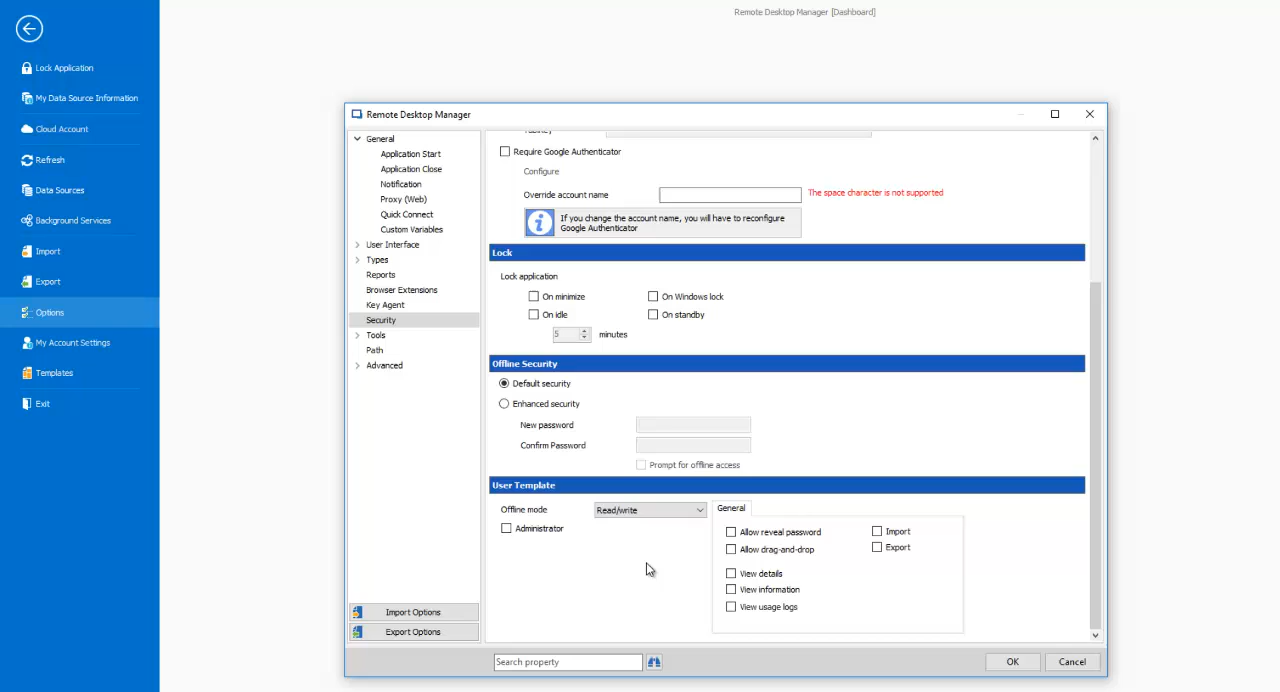 Remote Desktop Manager [Dashboard]
Lock Application
My Data Source Information
Cloud Account
Refresh
Data Sources
Background Services
Import
Export
Options
My Account Settings
Templates
Exit
Remote Desktop Manager
General
Application Start
Application Close
Notification
Proxy (Web)
Quick Connect
Custom Variables
User Interface
Types
Reports
Browser Extensions
Key Agent
Security
Tools
Path
Advanced
Import Options
Export Options
Require Google Authenticator
Configure
Override account name
The space character is not supported
If you change the account name, you will have to reconfigure
Google Authenticator
Lock
Lock application
On minimize
On Windows lock
On idle
On standby
5 minutes
Offline Security
Default security
Enhanced security
New password
Confirm Password
Prompt for offline access
User Template
Offline mode Read/write
Administrator
General
Allow reveal password
Import
Allow drag-and-drop
Export
View details
View information
View usage logs
Search property
OK
Cancel